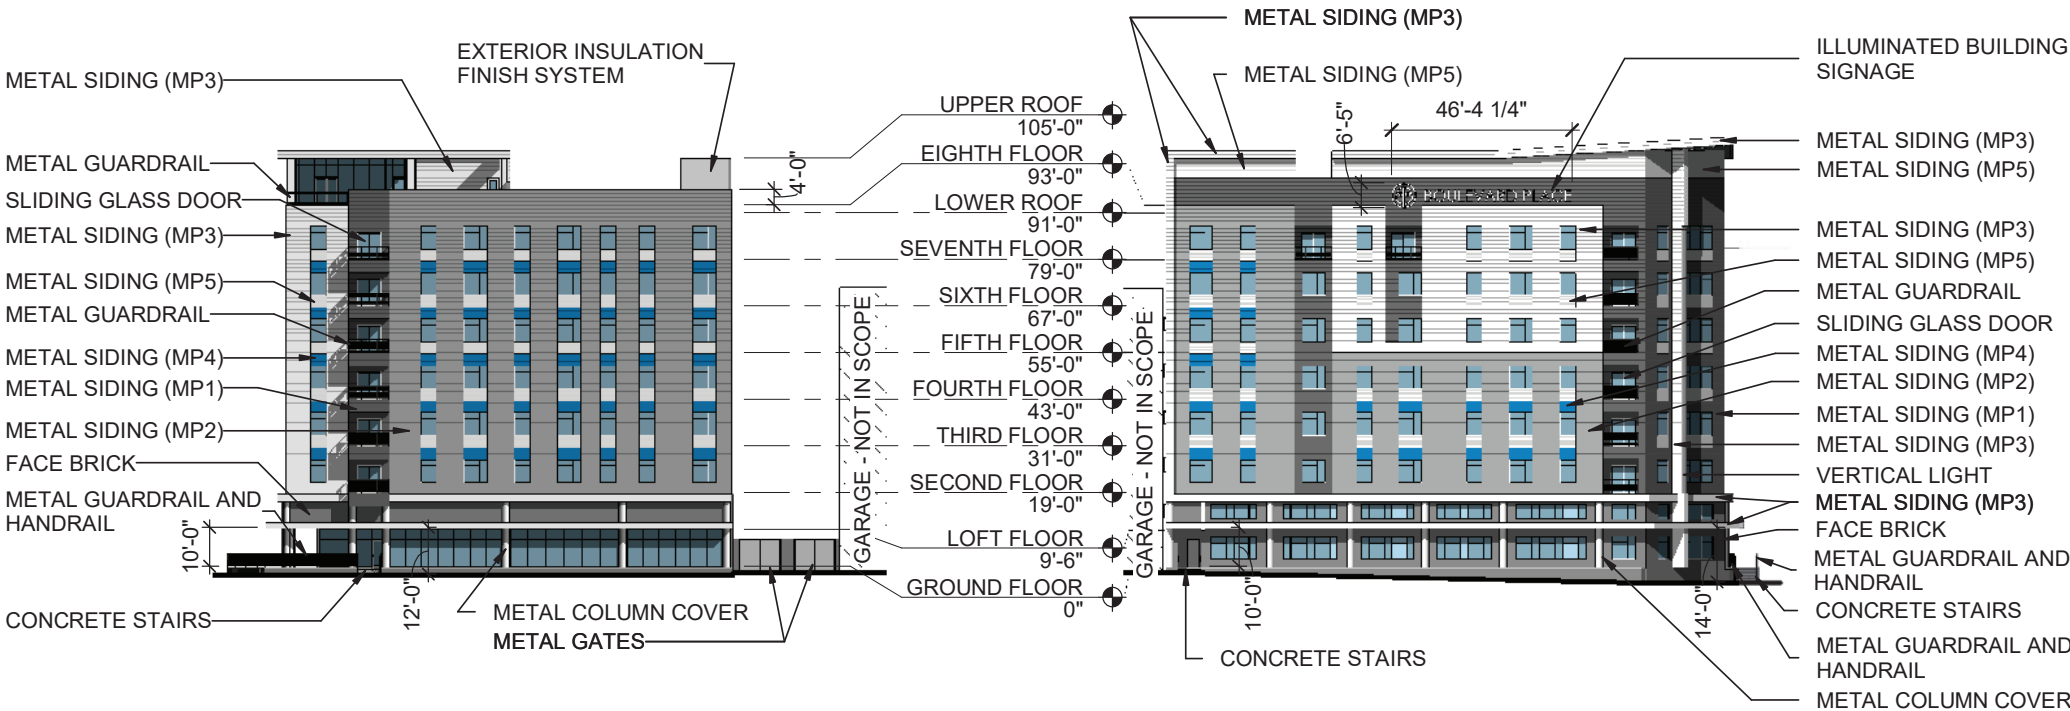 METAL SIDING (MP3)
EXTERIOR INSULATION
FINISH SYSTEM
METAL GUARDRAIL
SLIDING GLASS DOOR
METAL SIDING (MP3)
METAL SIDING (MP5)
METAL GUARDRAIL
METAL SIDING (MP4)
METAL SIDING (MP1)
METAL SIDING (MP2)
FACE BRICK
METAL GUARDRAIL AND
HANDRAIL
10'-0"
CONCRETE STAIRS
12'-0"
METAL COLUMN COVER
METAL GATES
4'-0"
GARAGE - NOT IN SCOPE
UPPER ROOF
105'-0"
EIGHTH FLOOR
93'-0"
LOWER ROOF
91'-0"
SEVENTH FLOOR
79'-0"
SIXTH FLOOR
67'-0"
FIFTH FLOOR
55'-0"
FOURTH FLOOR
43'-0"
THIRD FLOOR
31'-0"
SECOND FLOOR
19'-0"
LOFT FLOOR
9'-6"
GROUND FLOOR
0"
GARAGE - NOT IN SCOPE
METAL SIDING (MP3)
METAL SIDING (MP5)
6'-5"
46'-4 1/4"
BOULEVARD PLACE
10'-0"
14'-0"
CONCRETE STAIRS
ILLUMINATED BUILDING
SIGNAGE
METAL SIDING (MP3)
METAL SIDING (MP5)
METAL SIDING (MP3)
METAL SIDING (MP5)
METAL GUARDRAIL
SLIDING GLASS DOOR
METAL SIDING (MP4)
METAL SIDING (MP2)
METAL SIDING (MP1)
METAL SIDING (MP3)
VERTICAL LIGHT
METAL SIDING (MP3)
FACE BRICK
METAL GUARDRAIL AND
HANDRAIL
CONCRETE STAIRS
METAL GUARDRAIL AND
HANDRAIL
METAL COLUMN COVER